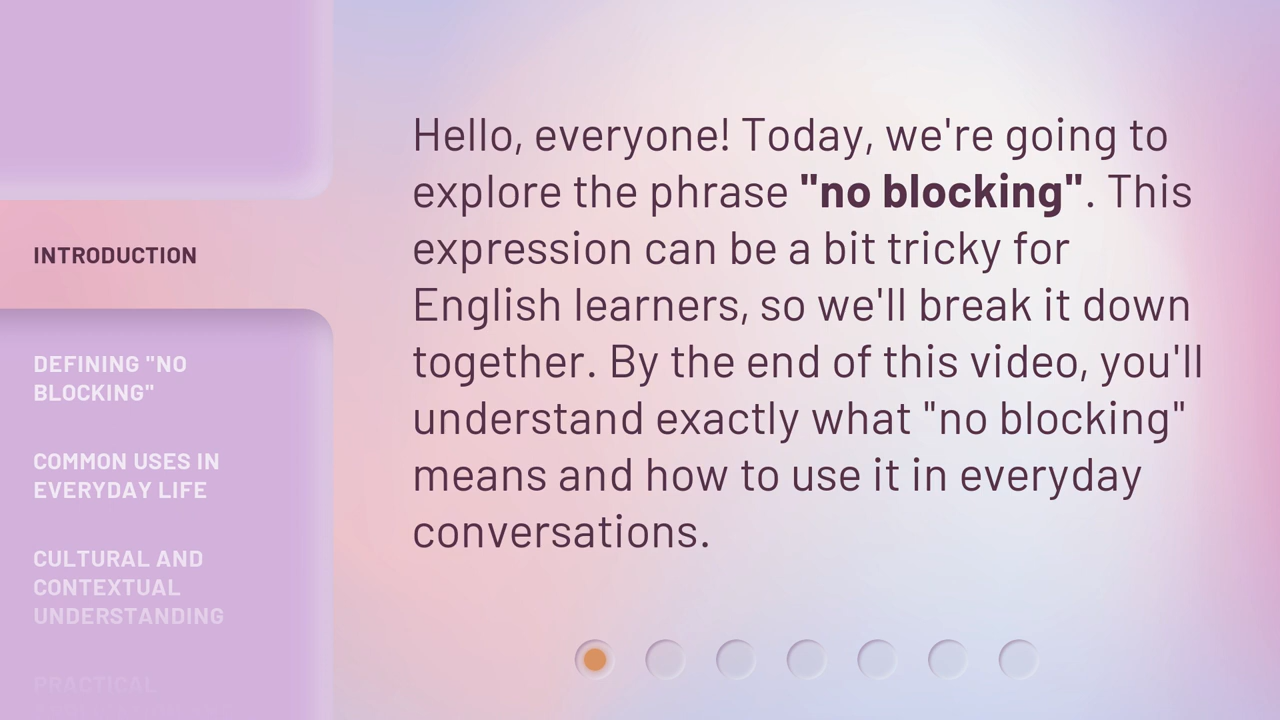 INTRODUCTION
DEFINING "NO
BLOCKING"
COMMON USES IN
EVERYDAY LIFE
CULTURAL AND
CONTEXTUAL
UNDERSTANDING
PRACTICAL
Hello, everyone! Today, we're going to
explore the phrase "no blocking". This
expression can be a bit tricky for
English learners, so we'll break it down
together. By the end of this video, you'll
understand exactly what "no blocking"
means and how to use it in everyday
conversations.